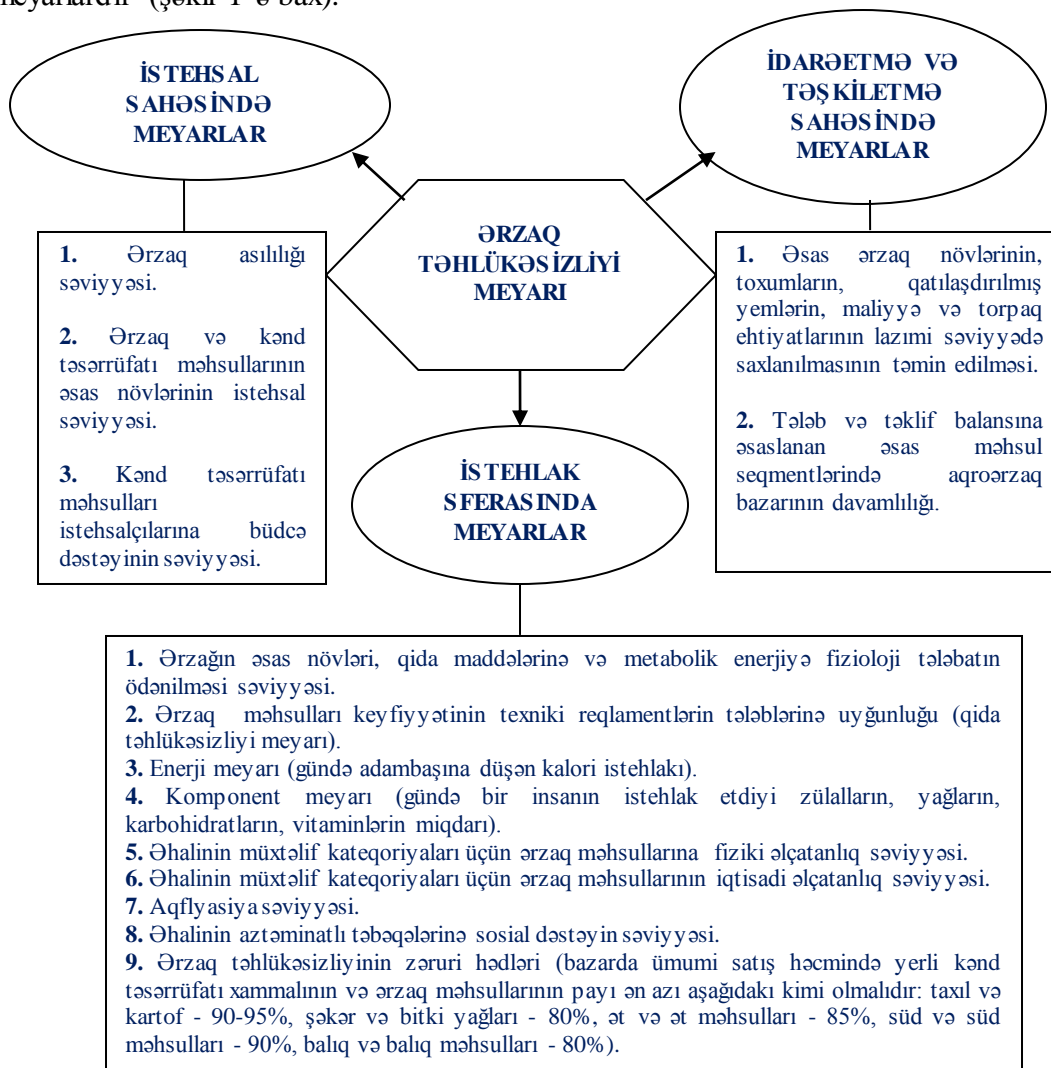 meyarlardır (şəkil 1-ə bax).
İSTEHSAL
SAHƏSİNDƏ
MEYARLAR
İDARƏETMƏ VƏ
TƏŞKİLETMƏ
SAHƏSİNDƏ
MEYARLAR
ƏRZAQ
TƏHLÜKƏSİZLİYİ
MEYARI
1. Ərzaq asılılığı
səviyyəsi.
2. Ərzaq və kənd
təsərrüfatı məhsullarının
əsas növlərinin istehsal
səviyyəsi.
3. Kənd təsərrüfatı
məhsulları
istehsalçılarına büdcə
dəstəyinin səviyyəsi.
1. Əsas ərzaq növlərinin,
toxumların, qatılaşdırılmış
yemlərin, maliyyə və torpaq
ehtiyatlarının lazımi səviyyədə
saxlanılmasının təmin edilməsi.
2. Tələb və təklif balansına
əsaslanan əsas məhsul
seqmentlərində aqroərzaq
bazarının davamlılığı.
İSTEHLAK
SFERASINDA
MEYARLAR
1. Ərzağın əsas növləri, qida maddələrinə və metabolik enerjiyə fizioloji tələbatın
ödənilməsi səviyyəsi.
2. Ərzaq məhsulları keyfiyyətinin texniki reqlamentlərin tələblərinə uyğunluğu (qida
təhlükəsizliyi meyarı).
3. Enerji meyarı (gündə adambaşına düşən kalori istehlakı).
4. Komponent meyarı (gündə bir insanın istehlak etdiyi zülalların, yağların,
karbohidratların, vitaminlərin miqdarı).
5. Əhalinin müxtəlif kateqoriyaları üçün ərzaq məhsullarına fiziki əlçatanlıq səviyyəsi.
6. Əhalinin müxtəlif kateqoriyaları üçün ərzaq məhsullarının iqtisadi əlçatanlıq səviyyəsi.
7. Aqflyasiya səviyyəsi.
8. Əhalinin aztəminatlı təbəqələrinə sosial dəstəyin səviyyəsi.
9. Ərzaq təhlükəsizliyinin zəruri hədləri (bazarda ümumi satış həcmində yerli kənd
təsərrüfatı xammalının və ərzaq məhsullarının payı ən azı aşağıdakı kimi olmalıdır: taxıl və
kartof - 90-95%, şəkər və bitki yağları - 80%, ət və ət məhsulları - 85%, süd və süd
məhsulları - 90%, balıq və balıq məhsulları - 80%).